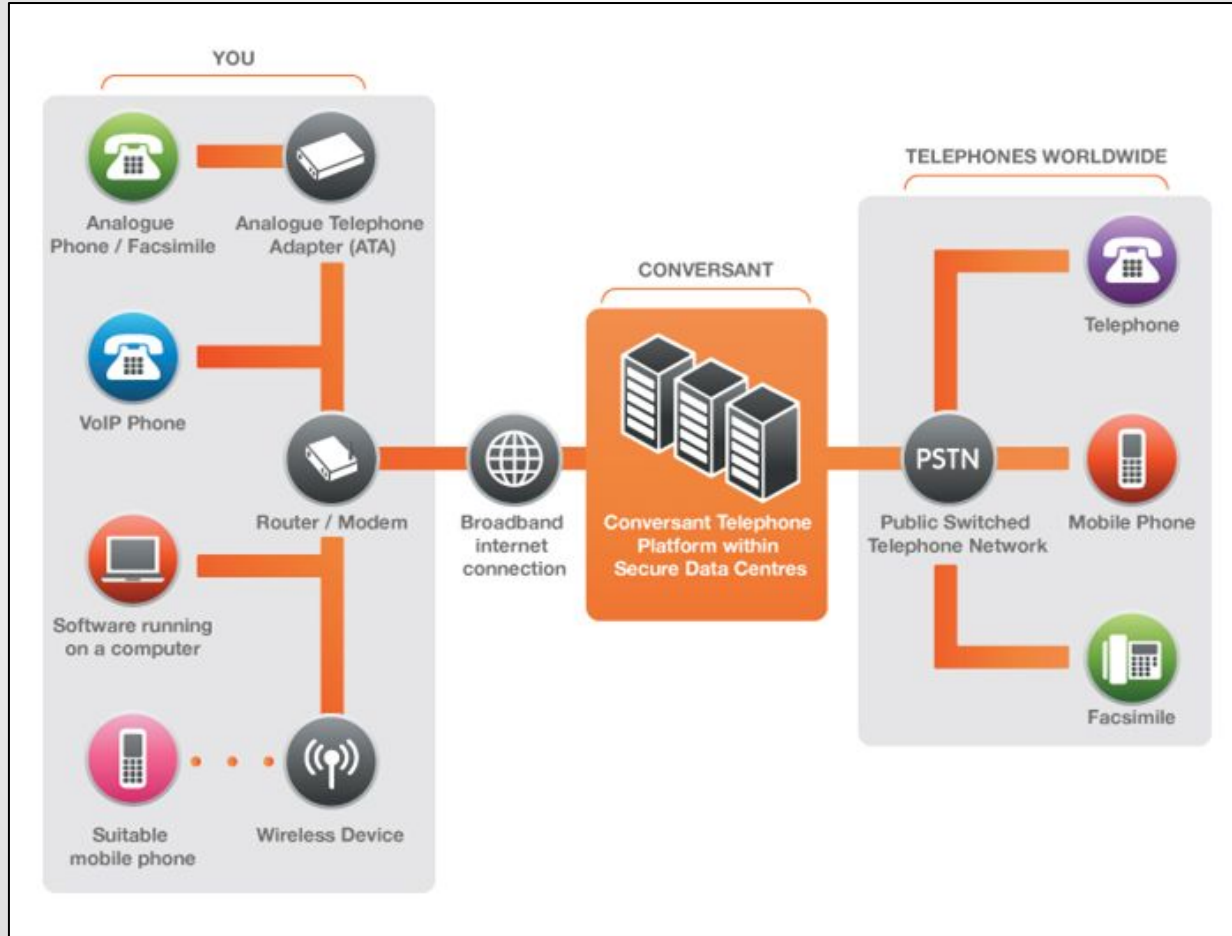 YOU
Analogue
Phone / Facsimile
Analogue Telephone
Adapter (ATA)
VoIP Phone
Router / Modem
Software running
on a computer
Suitable
mobile phone
Wireless Device
Broadband
internet
connection
CONVERSANT
Conversant Telephone
Platform within
Secure Data Centres
TELEPHONES WORLDWIDE
PSTN
Public Switched
Telephone Network
Telephone
Mobile Phone
Facsimile